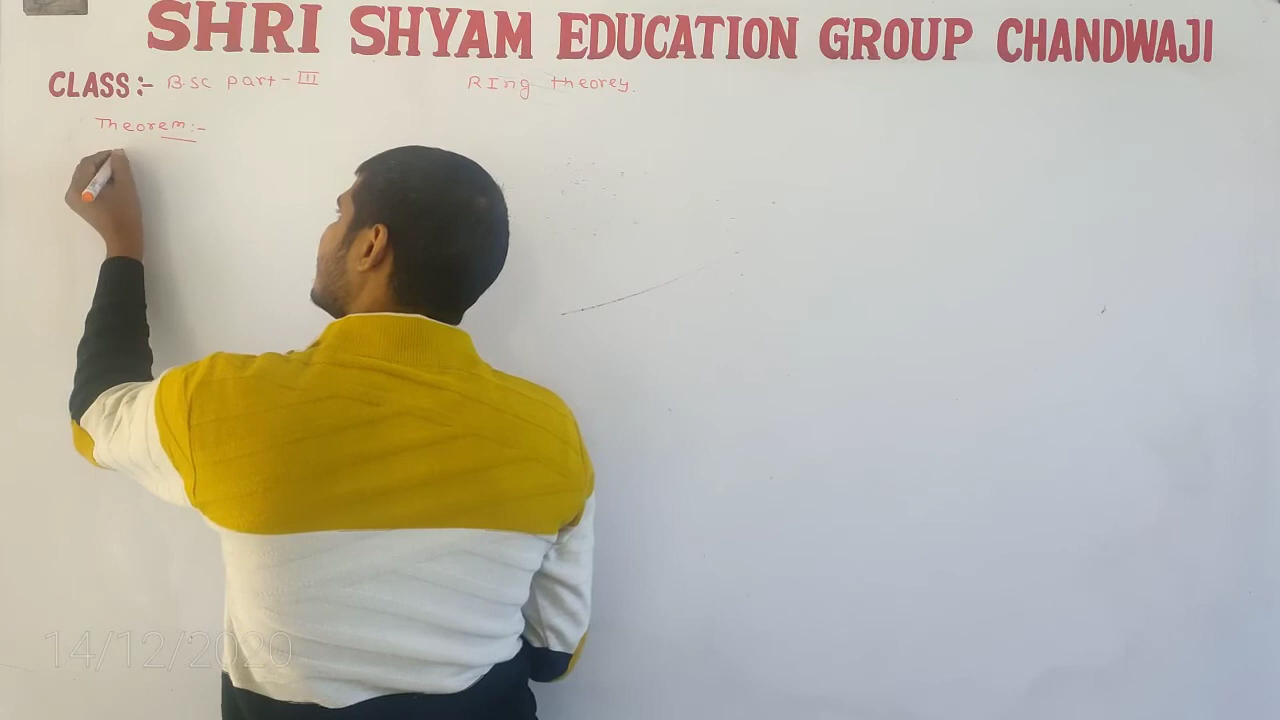 SHRI SHYAM EDUCATION GROUP CHANDWAJI
CLASS:- B.SC Part-III RIng theorey.
Theorem:-
14/12/2020